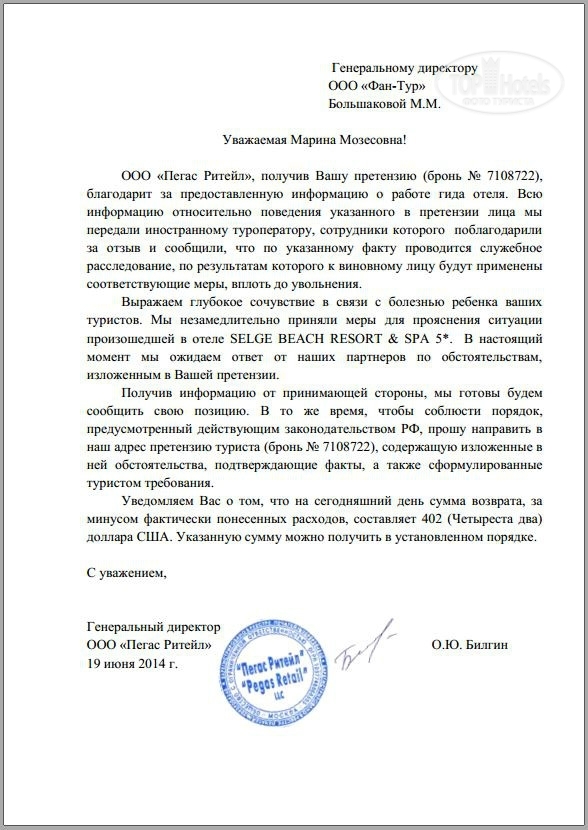 Генеральному директору
ООО «Фан-Тур»
Большаковой М.М.
TOP Hotels
ФОТО ТУРИСТА
Уважаемая Марина Мозесовна!
ООО «Пегас Ритейл», получив Вашу претензию (бронь № 7108722),
благодарит за предоставленную информацию о работе гида отеля. Всю
информацию относительно поведения указанного в претензии лица мы
передали иностранному туроператору, сотрудники которого поблагодарили
за отзыв и сообщили, что по указанному факту проводится служебное
расследование, по результатам которого к виновному лицу будут применены
соответствующие меры, вплоть до увольнения.
Выражаем глубокое сочувствие в связи с болезнью ребенка ваших
туристов. Мы незамедлительно приняли меры для прояснения ситуации
произошедшей в отеле SELGE BEACH RESORT & SPA 5*. В настоящий
момент мы ожидаем ответ от наших партнеров по обстоятельствам,
изложенным в Вашей претензии.
Получив информацию от принимающей стороны, мы готовы будем
сообщить свою позицию. В то же время, чтобы соблюсти порядок,
предусмотренный действующим законодательством РФ, прошу направить в
наш адрес претензию туриста (бронь № 7108722), содержащую изложенные в
ней обстоятельства, подтверждающие факты, а также сформулированные
туристом требования.
Уведомляем Вас о том, что на сегодняшний день сумма возврата, за
минусом фактически понесенных расходов, составляет 402 (Четыреста два)
доллара США. Указанную сумму можно получить в установленном порядке.
С уважением,
Генеральный директор
ООО «Пегас Ритейл» О.Ю. Билгин
19 июня 2014 г.
"Пегас Ритейл"
"Pegas Retail"
LLC
МОСКВА